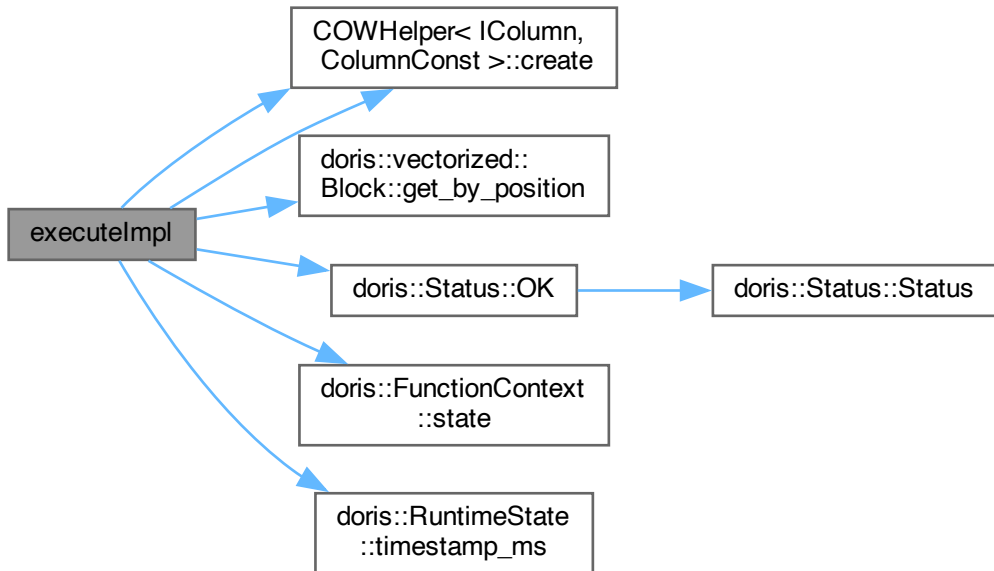 COWHelper< IColumn,
ColumnConst >::create
doris::vectorized::
Block::get_by_position
executeImpl
doris::Status::OK
doris::Status::Status
doris::FunctionContext
::state
doris::RuntimeState
::timestamp_ms